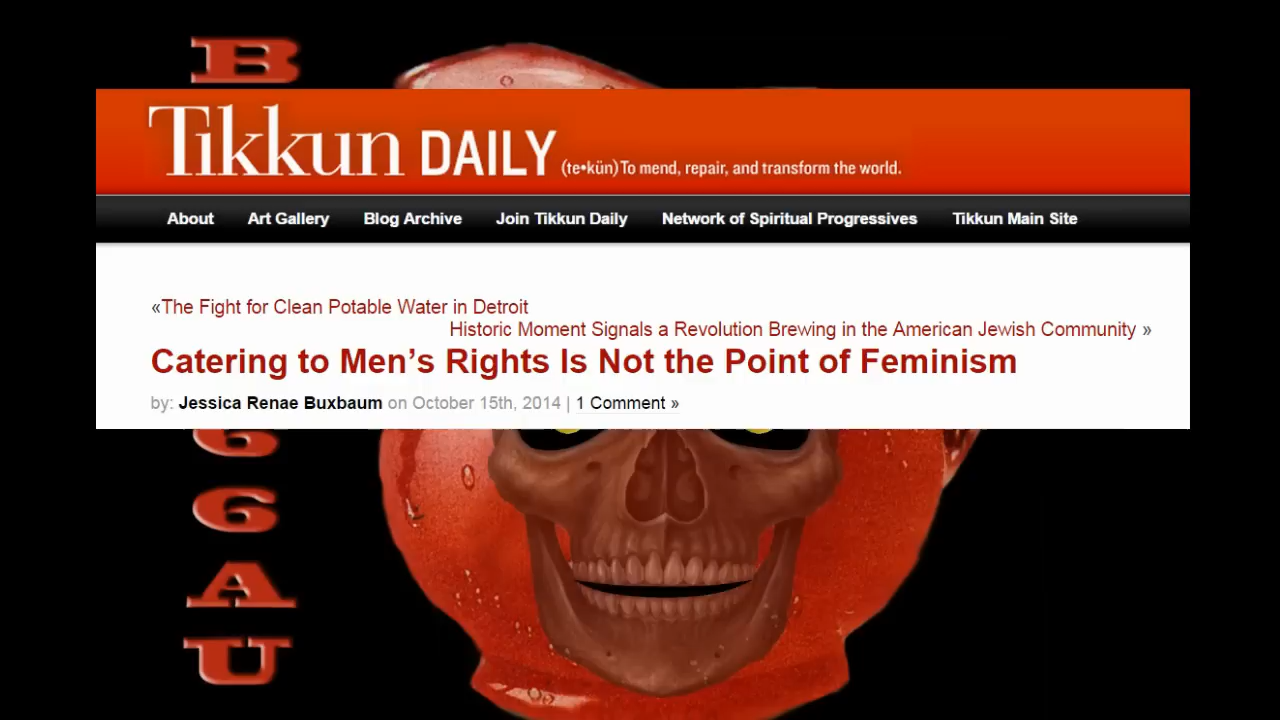 B
Tikkun DAILY (te•kün) To mend, repair, and transform the world.
About Art Gallery Blog Archive Join Tikkun Daily Network of Spiritual Progressives Tikkun Main Site
«The Fight for Clean Potable Water in Detroit
Historic Moment Signals a Revolution Brewing in the American Jewish Community »
Catering to Men’s Rights Is Not the Point of Feminism
by: Jessica Renae Buxbaum on October 15th, 2014 | 1 Comment »
6
6
A
U